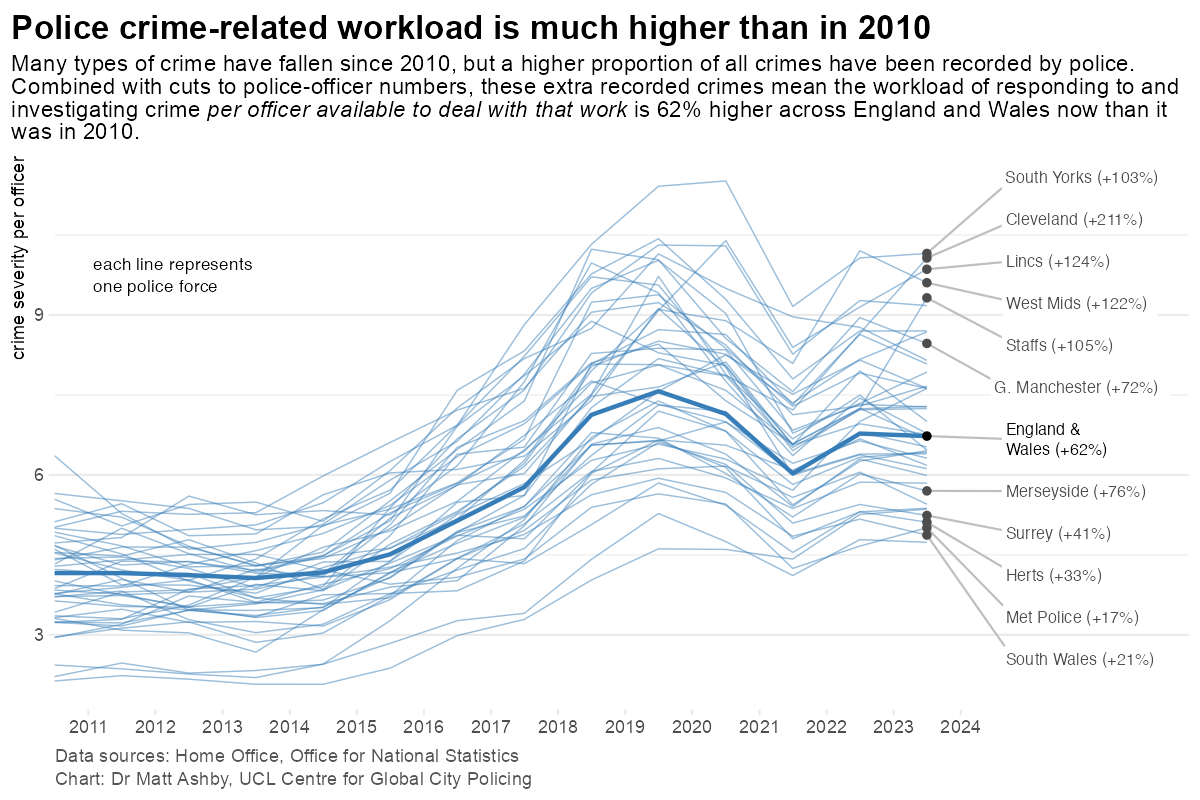 Police crime-related workload is much higher than in 2010
Many types of crime have fallen since 2010, but a higher proportion of all crimes have been recorded by police.
Combined with cuts to police-officer numbers, these extra recorded crimes mean the workload of responding to and
investigating crime per officer available to deal with that work is 62% higher across England and Wales now than it
was in 2010.
crime severity per officer
each line represents
one police force
9
6
3
South Yorks (+103%)
Cleveland (+211%)
Lincs (+124%)
West Mids (+122%)
Staffs (+105%)
G. Manchester (+72%)
England &
Wales (+62%)
Merseyside (+76%)
Surrey (+41%)
Herts (+33%)
Met Police (+17%)
South Wales (+21%)
2011 2012 2013 2014 2015 2016 2017 2018 2019 2020 2021 2022 2023 2024
Data sources: Home Office, Office for National Statistics
Chart: Dr Matt Ashby, UCL Centre for Global City Policing